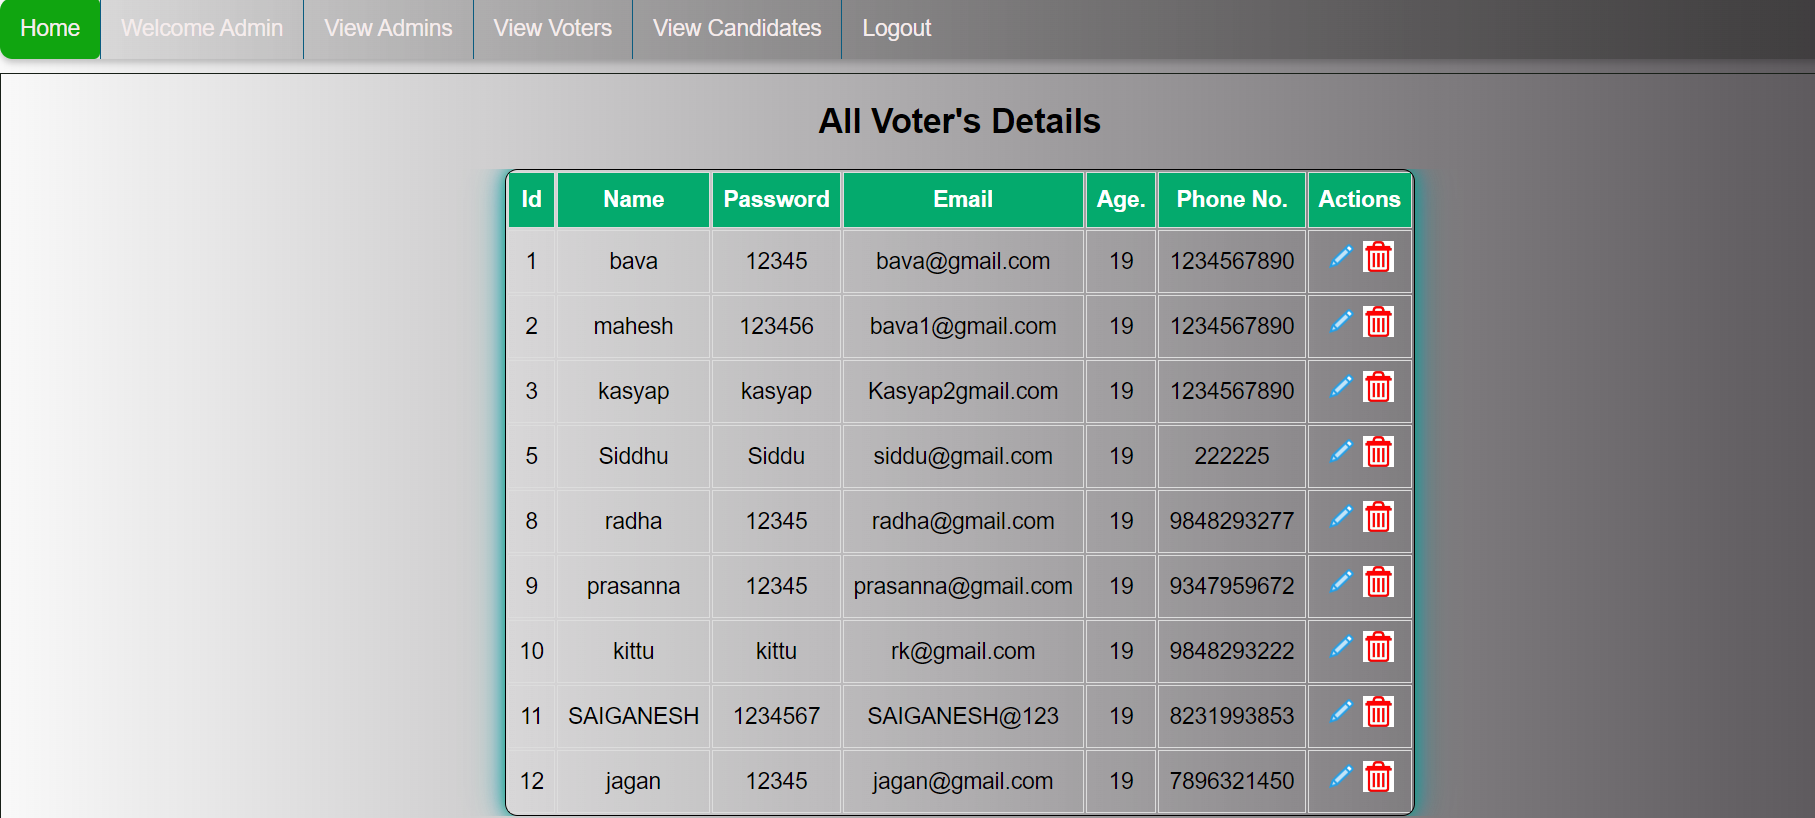 Home Welcome Admin View Admins View Voters View Candidates Logout
All Voter's Details
Id Name Password Email Age. Phone No. Actions
1 bava 12345 bava@gmail.com 19 1234567890
2 mahesh 123456 bava1@gmail.com 19 1234567890
3 kasyap kasyap Kasyap2gmail.com 19 1234567890
5 Siddhu Siddu siddu@gmail.com 19 222225
8 radha 12345 radha@gmail.com 19 9848293277
9 prasanna 12345 prasanna@gmail.com 19 9347959672
10 kittu kittu rk@gmail.com 19 9848293222
11 SAIGANESH 1234567 SAIGANESH@123 19 8231993853
12 jagan 12345 jagan@gmail.com 19 7896321450